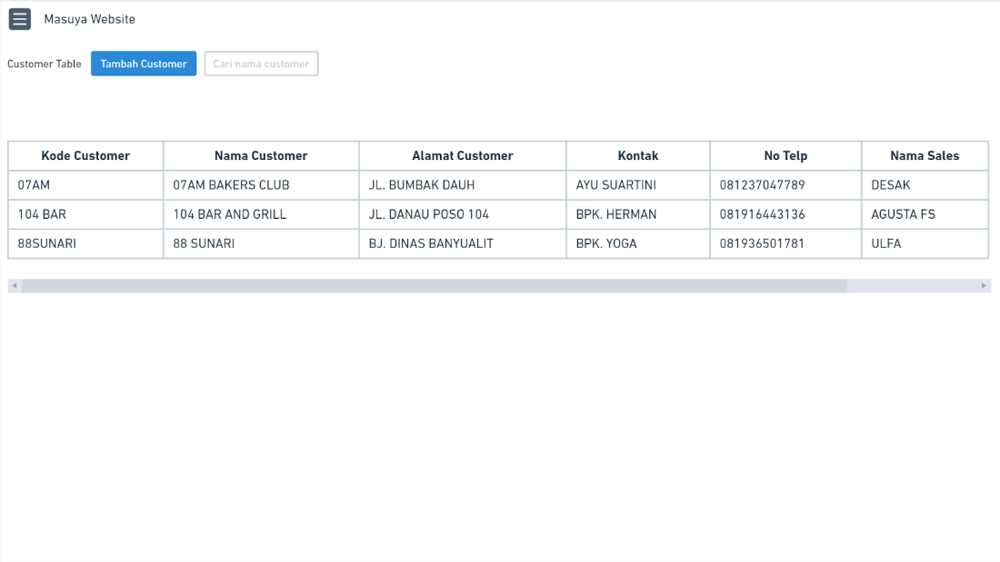 Masuya Website
Customer Table Tambah Customer Cari nama customer
Kode Customer Nama Customer Alamat Customer Kontak No Telp Nama Sales
07AM 07AM BAKERS CLUB JL. BUMBAK DAUH AYU SUARTINI 081237047789 DESAK
104 BAR 104 BAR AND GRILL JL. DANAU POSO 104 BPK. HERMAN 081916443136 AGUSTA FS
88SUNARI 88 SUNARI BJ. DINAS BANYUALIT BPK. YOGA 081936501781 ULFA